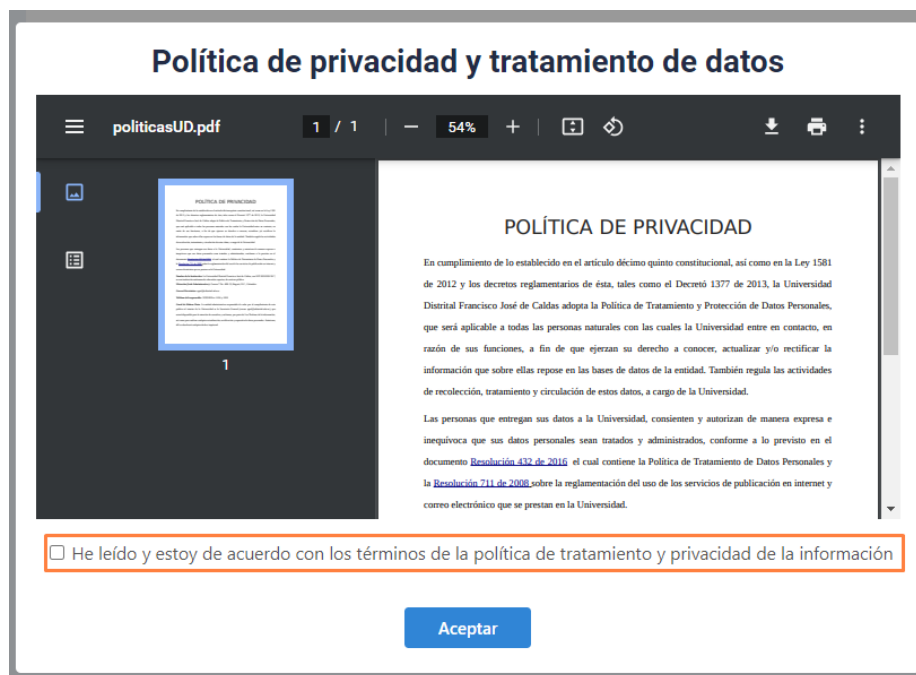 Política de privacidad y tratamiento de datos
politicasUD.pdf
1 / 1
54%
POLÍTICA DE PRIVACIDAD
1
POLÍTICA DE PRIVACIDAD
En cumplimiento de lo establecido en el artículo décimo quinto constitucional, así como en la Ley 1581
de 2012 y los decretos reglamentarios de ésta, tales como el Decretó 1377 de 2013, la Universidad
Distrital Francisco José de Caldas adopta la Política de Tratamiento y Protección de Datos Personales,
que será aplicable a todas las personas naturales con las cuales la Universidad entre en contacto, en
razón de sus funciones, a fin de que ejerzan su derecho a conocer, actualizar y/o rectificar la
información que sobre ellas repose en las bases de datos de la entidad. También regula las actividades
de recolección, tratamiento y circulación de estos datos, a cargo de la Universidad.
Las personas que entregan sus datos a la Universidad, consienten y autorizan de manera expresa e
inequívoca que sus datos personales sean tratados y administrados, conforme a lo previsto en el
documento Resolución 432 de 2016 el cual contiene la Política de Tratamiento de Datos Personales y
la Resolución 711 de 2008 sobre la reglamentación del uso de los servicios de publicación en internet y
correo electrónico que se prestan en la Universidad.
He leído y estoy de acuerdo con los términos de la política de tratamiento y privacidad de la información
Aceptar